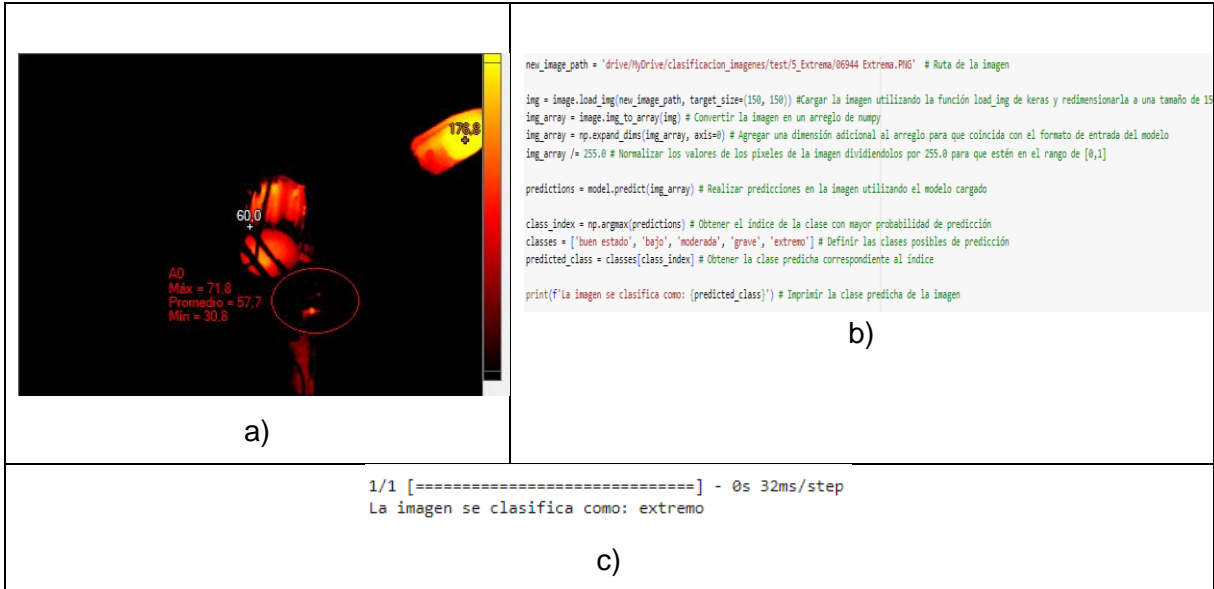 176,8
60,0
A0
Máx = 71,8
Promedio = 57,7
Mín = 30,8
a)
new_image_path = 'drive/MyDrive/clasificacion_imagenes/test/5_Extrema/06944 Extrema.PNG' # Ruta de la imagen
img = image.load_img(new_image_path, target_size=(150, 150)) #Cargar la imagen utilizando la función load_img de keras y redimensionarla a una tamaño de 15
img_array = image.img_to_array(img) # Convertir la imagen en un arreglo de numpy
img_array = np.expand_dims(img_array, axis=0) # Agregar una dimensión adicional al arreglo para que coincida con el formato de entrada del modelo
img_array /= 255.0 # Normalizar los valores de los pixeles de la imagen dividiendolos por 255.0 para que estén en el rango de [0,1]
predictions = model.predict(img_array) # Realizar predicciones en la imagen utilizando el modelo cargado
class_index = np.argmax(predictions) # Obtener el índice de la clase con mayor probabilidad de predicción
classes = ['buen estado', 'bajo', 'moderada', 'grave', 'extremo'] # Definir las clases posibles de predicción
predicted_class = classes[class_index] # Obtener la clase predicha correspondiente al índice
print(f'La imagen se clasifica como: {predicted_class}') # Imprimir la clase predicha de la imagen
b)
1/1 [==============================] - 0s 32ms/step
La imagen se clasifica como: extremo
c)